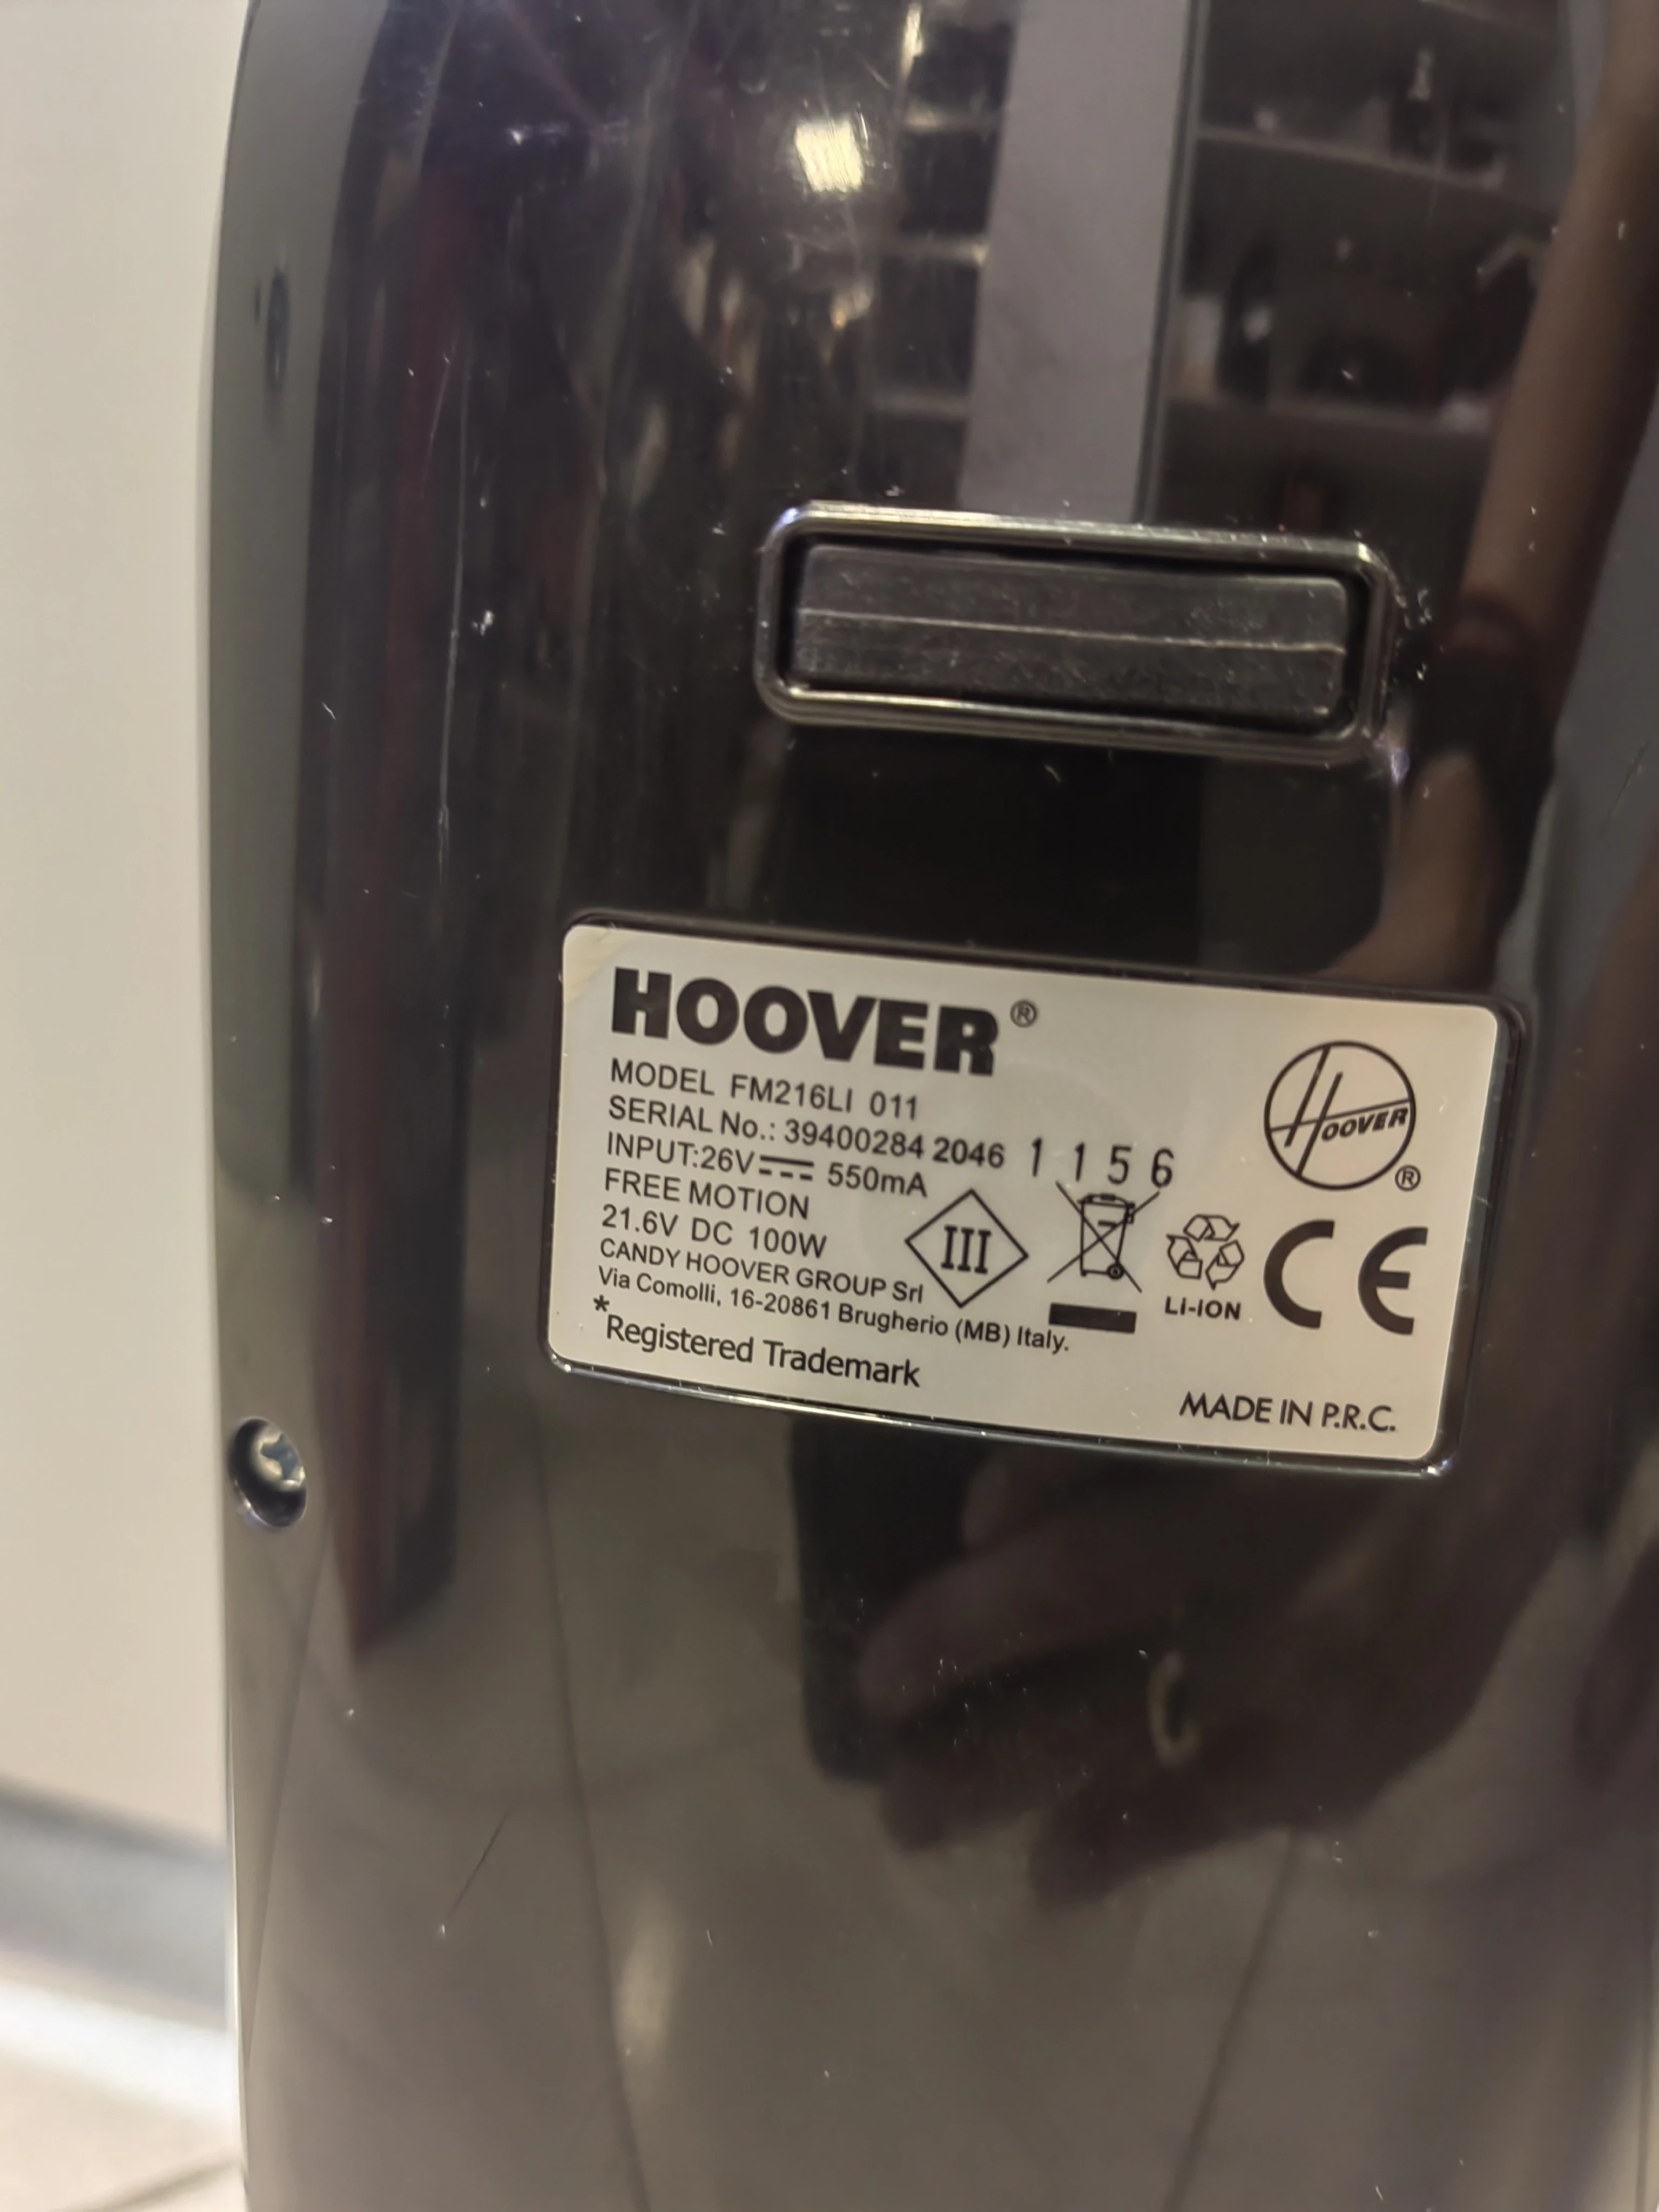 HOOVER®
MODEL FM216LI 011
SERIAL No.: 39400284 2046 1156
INPUT:26V 550mA
FREE MOTION
21.6V DC 100W
CANDY HOOVER GROUP Srl
Via Comolli, 16-20861 Brugherio (MB) Italy.
*Registered Trademark
HOOVER®
III
Li-ION
CE
MADE IN P.R.C.